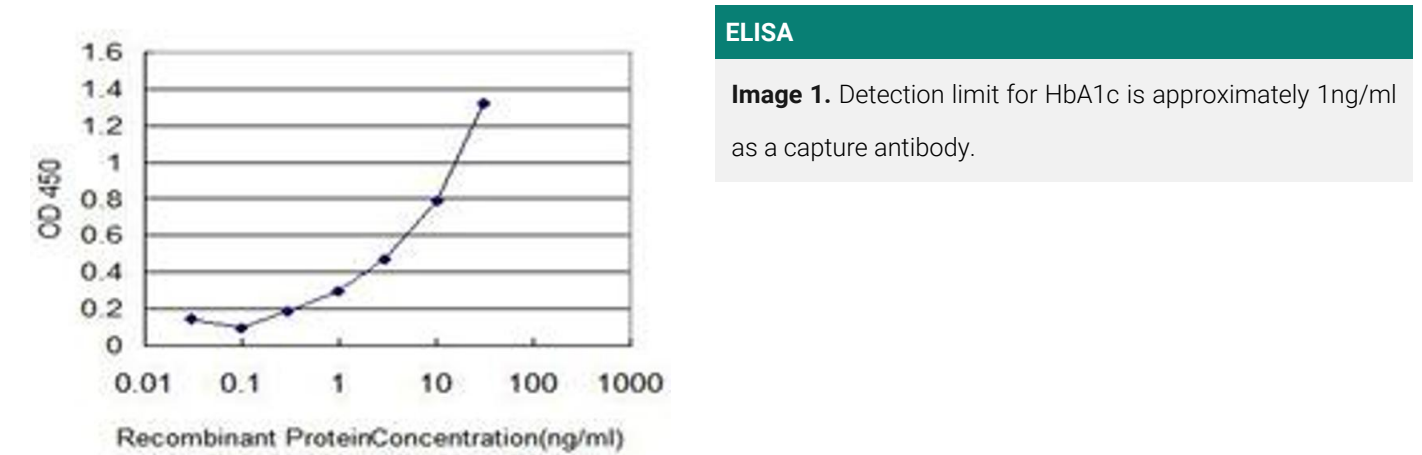 1.6
1.4
1.2
1
0.8
0.6
0.4
0.2
0
OD 450
0.01 0.1 1 10 100 1000
Recombinant ProteinConcentration(ng/ml)
ELISA
Image 1. Detection limit for HbA1c is approximately 1ng/ml
as a capture antibody.